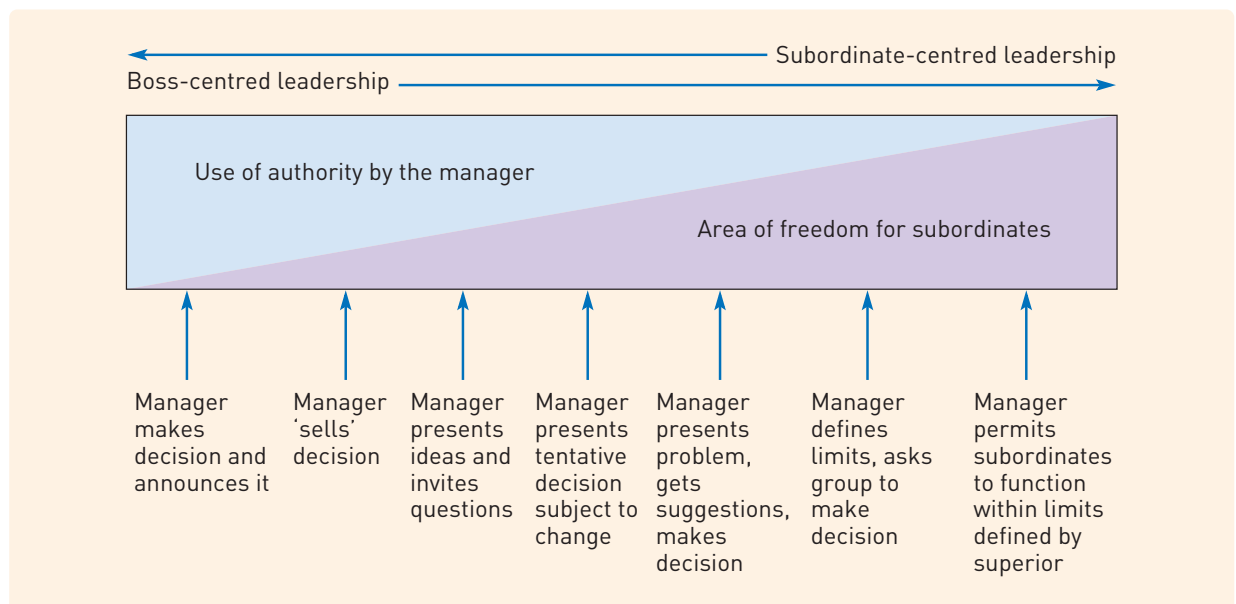 Subordinate-centred leadership
Boss-centred leadership
Use of authority by the manager
Area of freedom for subordinates
Manager
makes
decision and
announces it
Manager
‘sells’
decision
Manager
presents
ideas and
invites
questions
Manager
presents
tentative
decision
subject to
change
Manager
presents
problem,
gets
suggestions,
makes
decision
Manager
defines
limits, asks
group to
make
decision
Manager
permits
subordinates
to function
within limits
defined by
superior